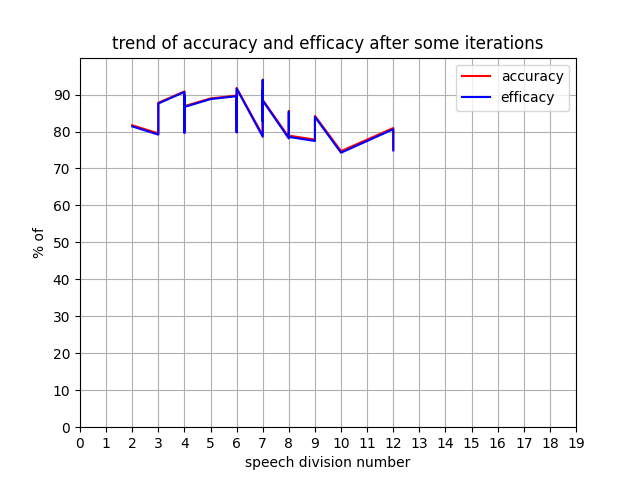 trend of accuracy and efficacy after some iterations
accuracy
efficacy
90
80
70
60
50
40
30
20
10
0
% of
0 1 2 3 4 5 6 7 8 9 10 11 12 13 14 15 16 17 18 19
speech division number